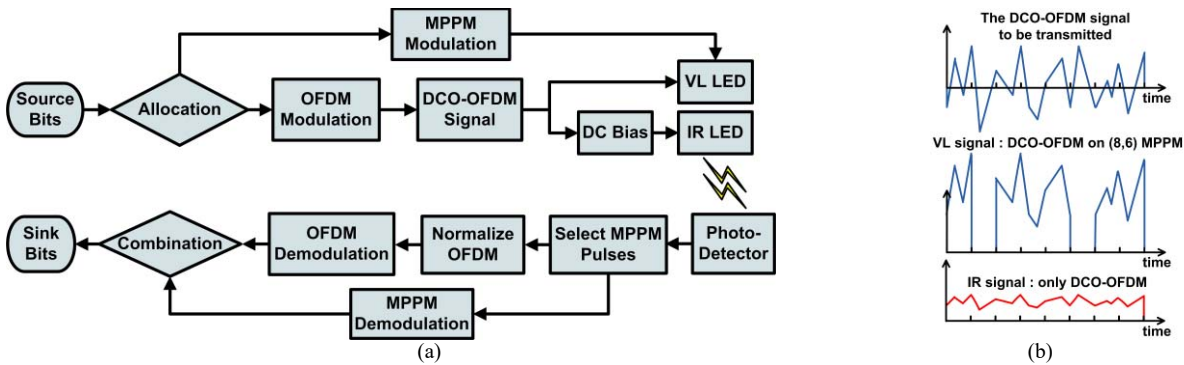 MPPM
Modulation
Source
Bits
Allocation
OFDM
Modulation
DCO-OFDM
Signal
VL LED
DC Bias
IR LED
Sink
Bits
Combination
OFDM
Demodulation
Normalize
OFDM
Select MPPM
Pulses
Photo-
Detector
MPPM
Demodulation
(a)
The DCO-OFDM signal
to be transmitted
time
VL signal : DCO-OFDM on (8,6) MPPM
time
IR signal : only DCO-OFDM
time
(b)